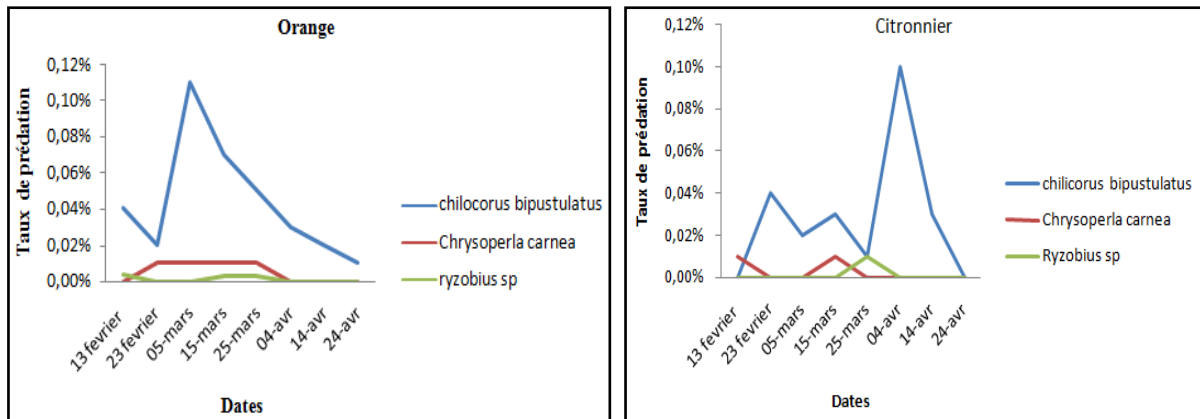 Orange
Taux de prédation
0,12%
0,10%
0,08%
0,06%
0,04%
0,02%
0,00%
13 fevrier
23 fevrier
05-mars
15-mars
25-mars
04-avr
14-avr
24-avr
Dates
chilocorus bipustulatus
Chrysoperla carnea
ryzobius sp
Citronnier
Taux de prédation
0,12%
0,10%
0,08%
0,06%
0,04%
0,02%
0,00%
13 fevrier
23 fevrier
05-mars
15-mars
25-mars
04-avr
14-avr
24-avr
Dates
chilicorus bipustulatus
Chrysoperla carnea
Ryzobius sp